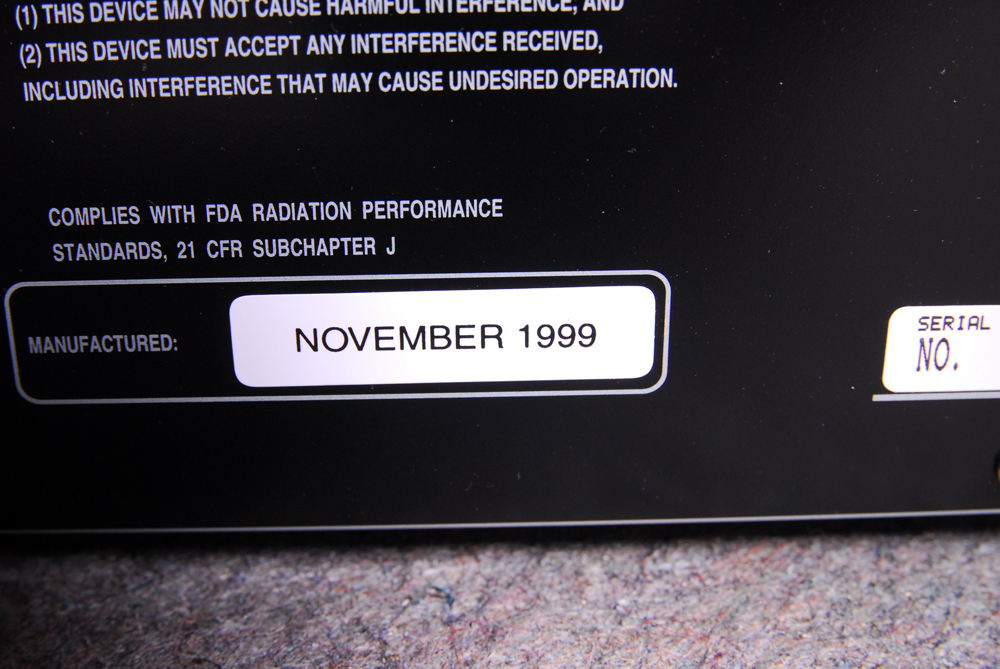 (1) THIS DEVICE MAY NOT CAUSE HARMFUL INTERFERENCE, AND
(2) THIS DEVICE MUST ACCEPT ANY INTERFERENCE RECEIVED,
INCLUDING INTERFERENCE THAT MAY CAUSE UNDESIRED OPERATION.
COMPLIES WITH FDA RADIATION PERFORMANCE
STANDARDS, 21 CFR SUBCHAPTER J
MANUFACTURED: NOVEMBER 1999
SERIAL
NO.